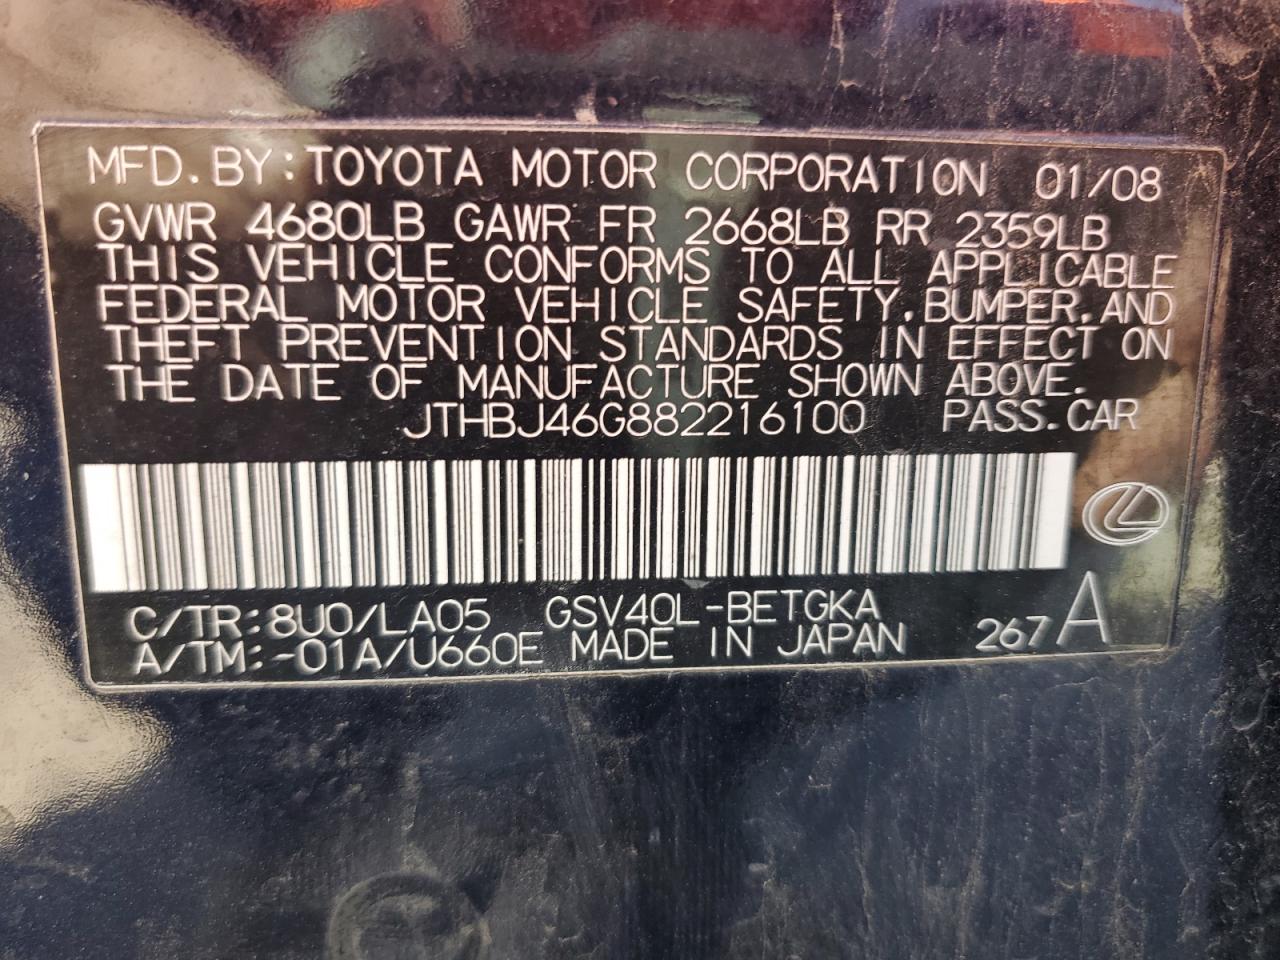 MFD. BY: TOYOTA MOTOR CORPORATION 01/08
GVWR 4680LB GAWR FR 2668LB RR 2359LB
THIS VEHICLE CONFORMS TO ALL APPLICABLE
FEDERAL MOTOR VEHICLE SAFETY, BUMPER, AND
THEFT PREVENTION STANDARDS IN EFFECT ON
THE DATE OF MANUFACTURE SHOWN ABOVE.
JTHBJ46G882216100 PASS. CAR
C/TR: 8U0/LA05 GSV40L-BETGKA
A/TM: -01A/U660E MADE IN JAPAN 267 A